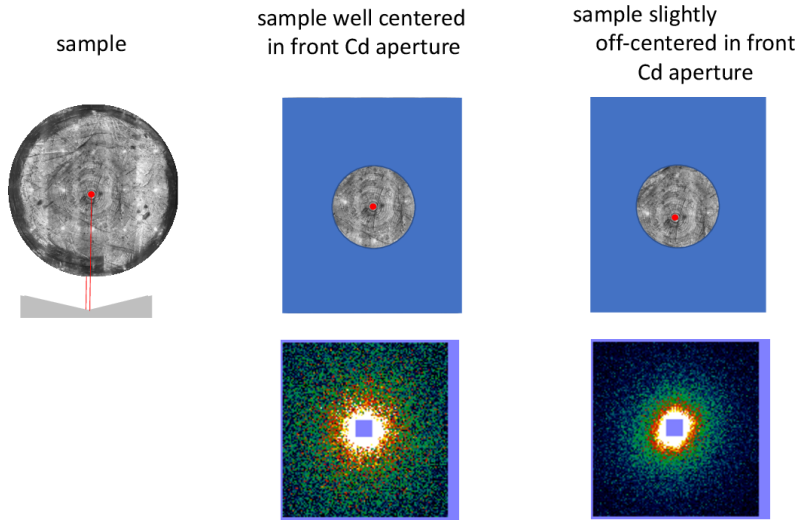 sample
sample well centered
in front Cd aperture
sample slightly
off-centered in front
Cd aperture